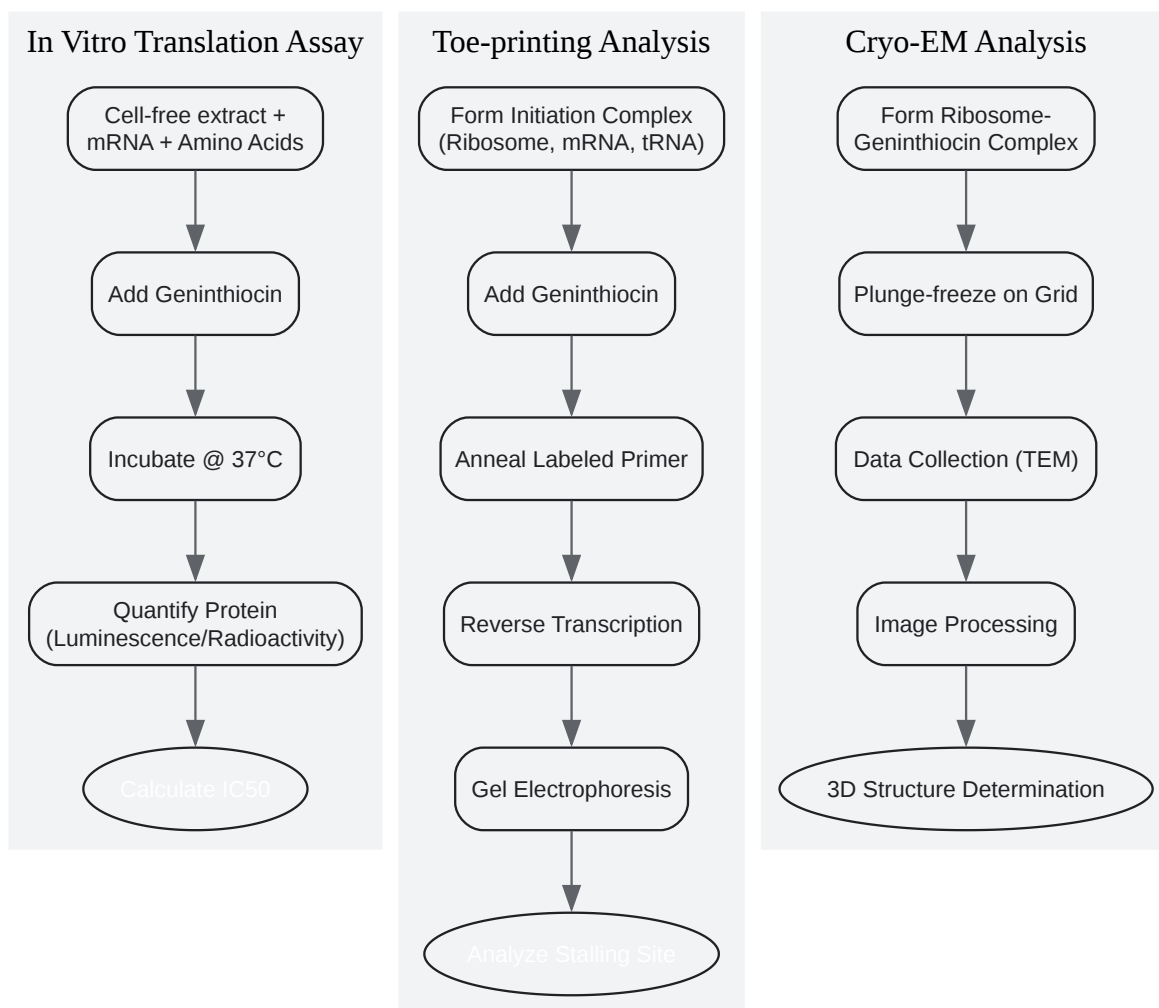 In Vitro Translation Assay
Cell-free extract +
mRNA + Amino Acids
Add Geninthiocin
Incubate @ 37°C
Quantify Protein
(Luminescence/Radioactivity)
Calculate IC50
Toe-printing Analysis
Form Initiation Complex
(Ribosome, mRNA, tRNA)
Add Geninthiocin
Anneal Labeled Primer
Reverse Transcription
Gel Electrophoresis
Analyze Stalling Site
Cryo-EM Analysis
Form Ribosome-
Geninthiocin Complex
Plunge-freeze on Grid
Data Collection (TEM)
Image Processing
3D Structure Determination